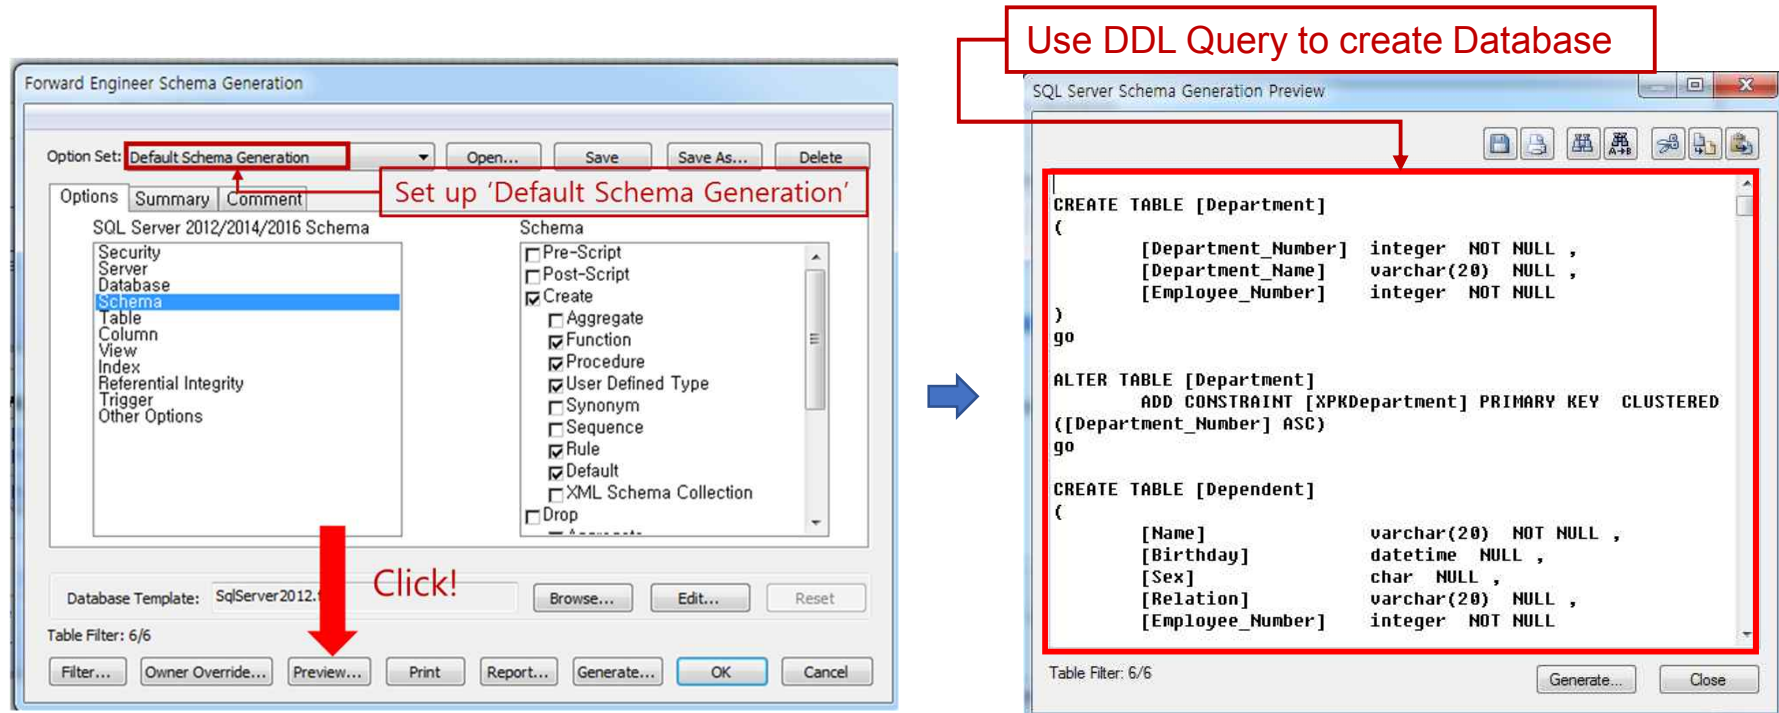 Use DDL Query to create Database
Forward Engineer Schema Generation
Option Set: Default Schema Generation Open... Save Save As... Delete
Set up 'Default Schema Generation'
Options Summary Comment
SQL Server 2012/2014/2016 Schema
Security
Server
Database
Schema
Table
Column
View
Index
Referential Integrity
Trigger
Other Options
Schema
Pre-Script
Post-Script
Create
Aggregate
Function
Procedure
User Defined Type
Synonym
Sequence
Rule
Default
XML Schema Collection
Drop
Click!
Database Template: SqlServer2012. Browse... Edit... Reset
Table Filter: 6/6
Filter... Owner Override... Preview... Print Report... Generate... OK Cancel
SQL Server Schema Generation Preview
A→B
CREATE TABLE [Department]
(
[Department_Number] integer NOT NULL ,
[Department_Name] varchar(20) NULL ,
[Employee_Number] integer NOT NULL
)
go
ALTER TABLE [Department]
ADD CONSTRAINT [XPKDepartment] PRIMARY KEY CLUSTERED
([Department_Number] ASC)
go
CREATE TABLE [Dependent]
(
[Name] varchar(20) NOT NULL ,
[Birthday] datetime NULL ,
[Sex] char NULL ,
[Relation] varchar(20) NULL ,
[Employee_Number] integer NOT NULL
Table Filter: 6/6
Generate... Close